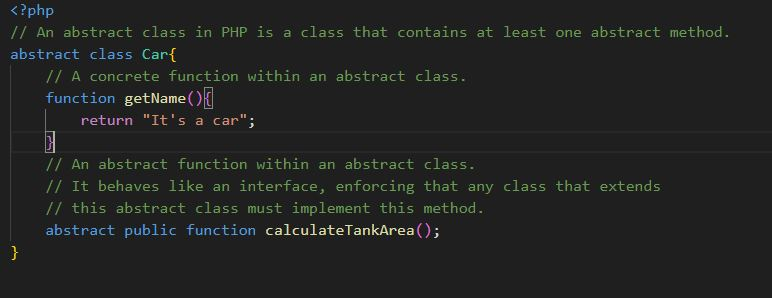 <?php
// An abstract class in PHP is a class that contains at least one abstract method.
abstract class Car{
    // A concrete function within an abstract class.
    function getName(){
        return "It's a car";
    }
    // An abstract function within an abstract class.
    // It behaves like an interface, enforcing that any class that extends
    // this abstract class must implement this method.
    abstract public function calculateTankArea();
}